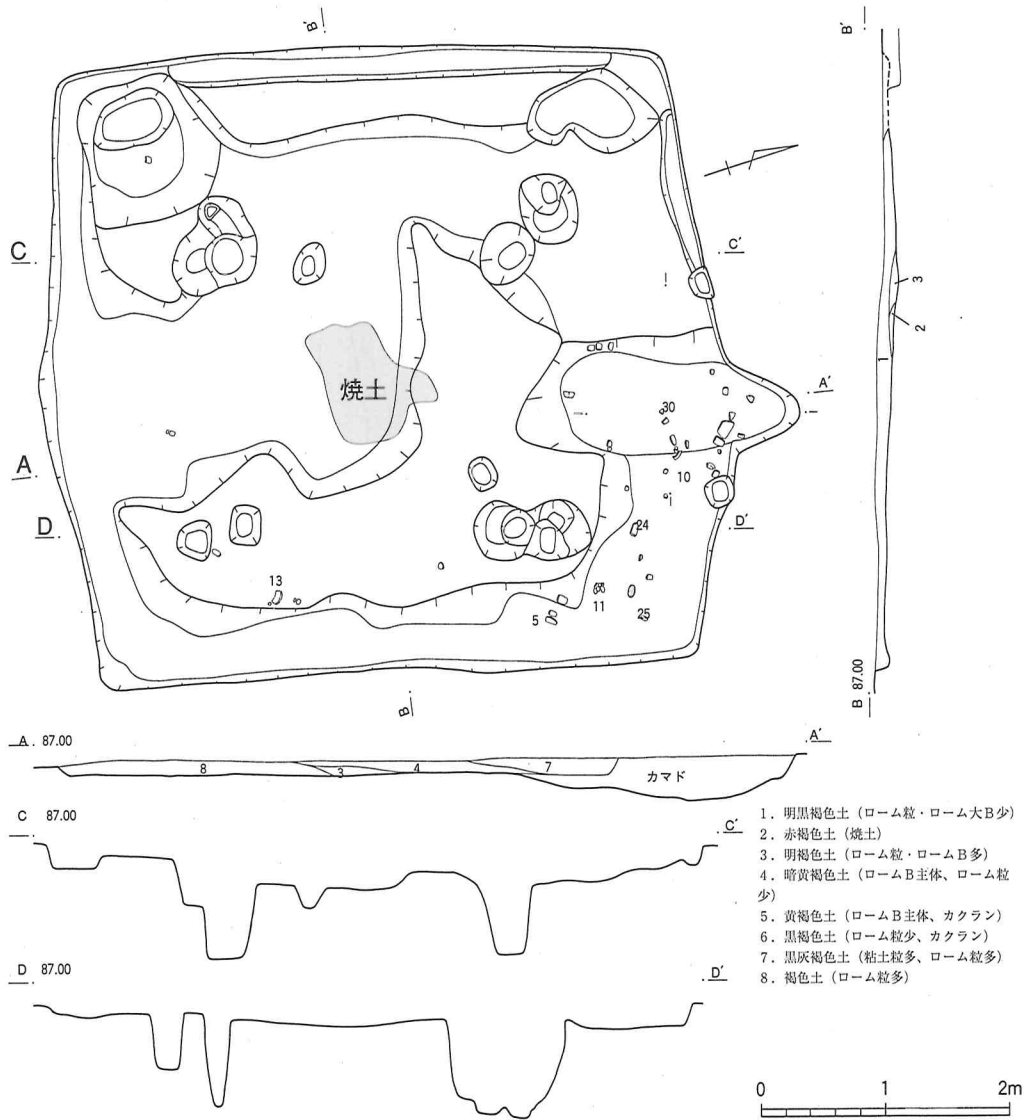 B′
B′
C
C′
3
2
1
焼土
A′
30
A
10
D
24
D′
13
11
5
25
B
B 87.00
A 87.00
A′
8
3
4
7
カマド
C 87.00
C′
1．明黒褐色土（ローム粒・ローム大B少）
2．赤褐色土（焼土）
3．明褐色土（ローム粒・ロームB多）
4．暗黄褐色土（ロームB主体、ローム粒
少）
5．黄褐色土（ロームB主体、カクラン）
6．黒褐色土（ローム粒少、カクラン）
7．黒灰褐色土（粘土粒多、ローム粒多）
8．褐色土（ローム粒多）
D 87.00
D′
0 1 2m